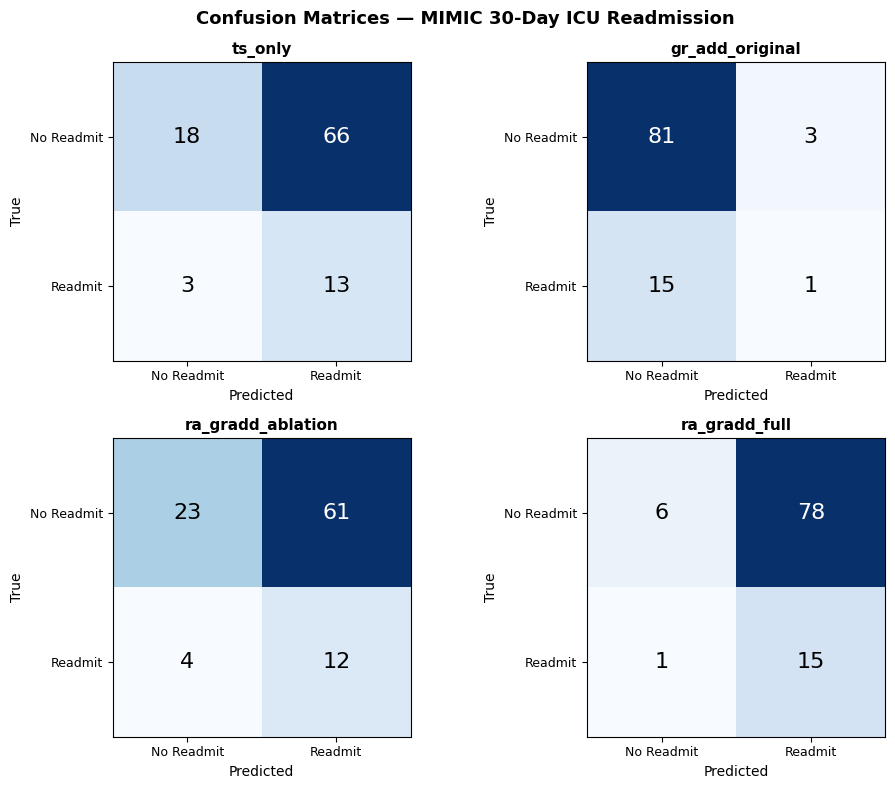 Confusion Matrices — MIMIC 30-Day ICU Readmission
ts_only
No Readmit
18
66
True
Readmit
3
13
No Readmit
Readmit
Predicted
gr_add_original
No Readmit
81
3
True
Readmit
15
1
No Readmit
Readmit
Predicted
ra_gradd_ablation
No Readmit
23
61
True
Readmit
4
12
No Readmit
Readmit
Predicted
ra_gradd_full
No Readmit
6
78
True
Readmit
1
15
No Readmit
Readmit
Predicted